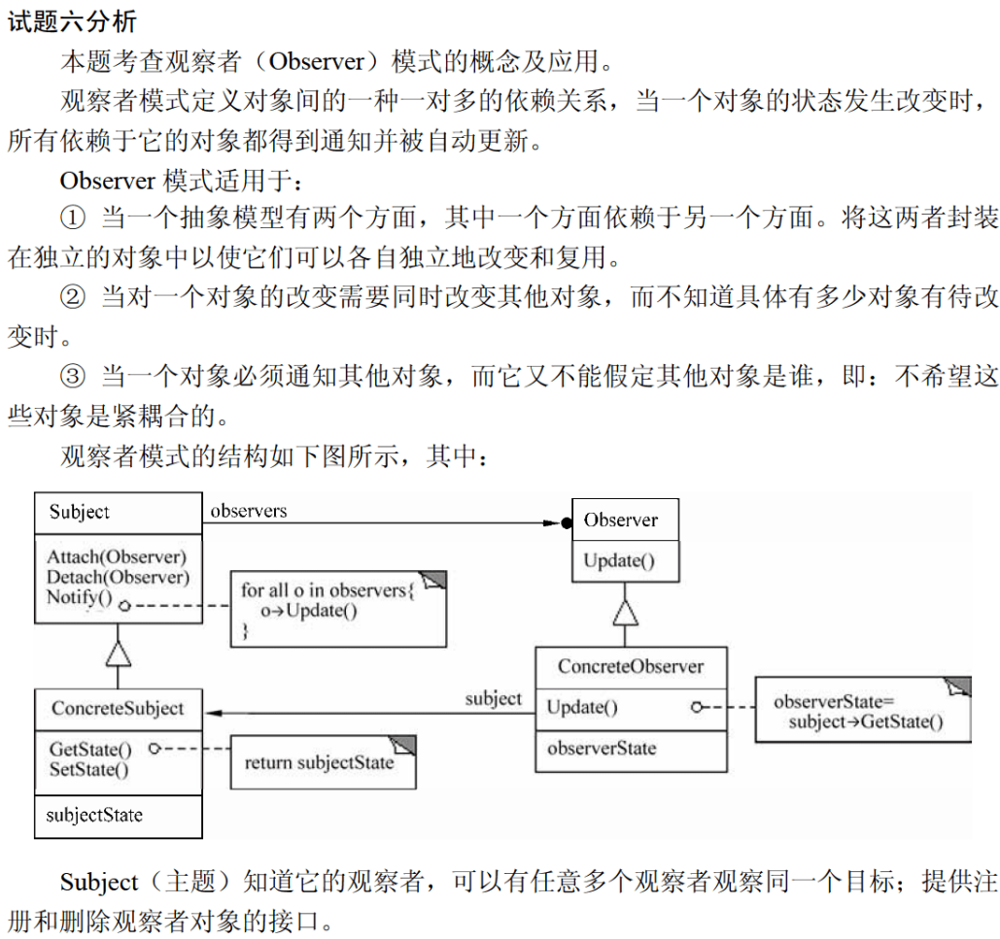 试题六分析
本题考查观察者（Observer）模式的概念及应用。
观察者模式定义对象间的一种一对多的依赖关系，当一个对象的状态发生改变时，
所有依赖于它的对象都得到通知并被自动更新。
Observer 模式适用于：
① 当一个抽象模型有两个方面，其中一个方面依赖于另一个方面。将这两者封装
在独立的对象中以使它们可以各自独立地改变和复用。
② 当对一个对象的改变需要同时改变其他对象，而不知道具体有多少对象有待改
变时。
③ 当一个对象必须通知其他对象，而它又不能假定其他对象是谁，即：不希望这
些对象是紧耦合的。
观察者模式的结构如下图所示，其中：
Subject
observers
Observer
Attach(Observer)
Detach(Observer)
Notify()
for all o in observers{
o→Update()
}
Update()
ConcreteSubject
subject
ConcreteObserver
Update()
observerState=
subject→GetState()
GetState()
SetState()
return subjectState
observerState
subjectState
Subject（主题）知道它的观察者，可以有任意多个观察者观察同一个目标；提供注
册和删除观察者对象的接口。